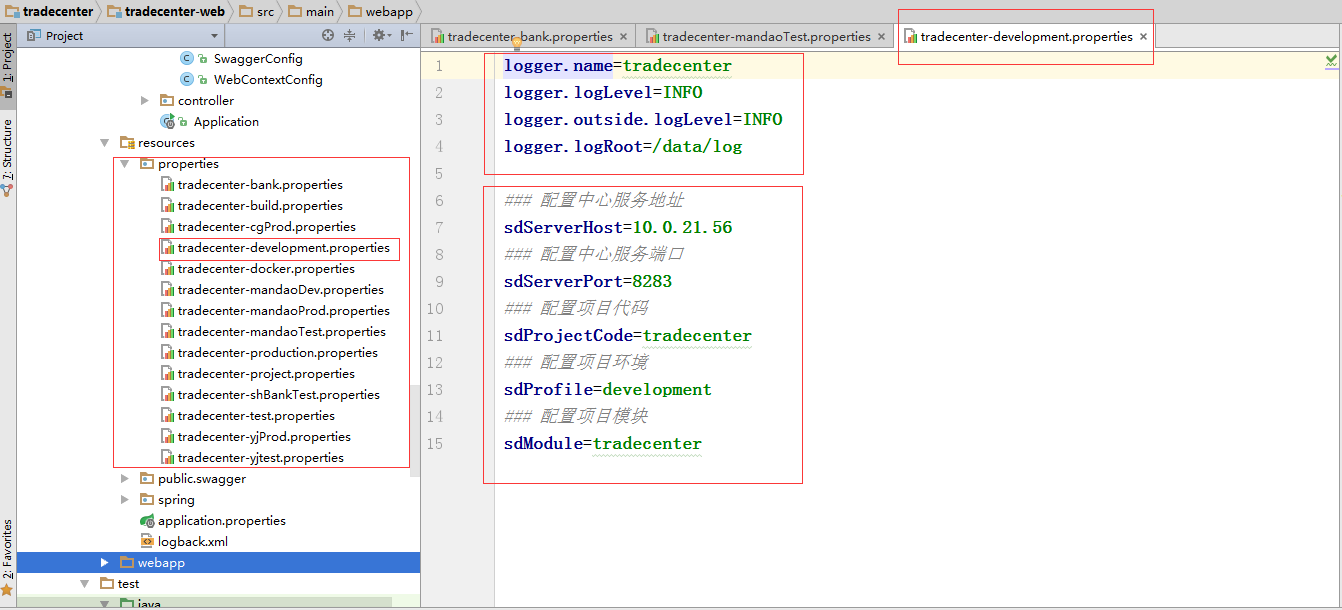 tradecenter tradecenter-web src main webapp
Project
tradecenter-bank.properties tradecenter-mandaoTest.properties tradecenter-development.properties
1: Project
7: Structure
2: Favorites
SwaggerConfig
WebContextConfig
controller
Application
resources
properties
tradecenter-bank.properties
tradecenter-build.properties
tradecenter-cgProd.properties
tradecenter-development.properties
tradecenter-docker.properties
tradecenter-mandaoDev.properties
tradecenter-mandaoProd.properties
tradecenter-mandaoTest.properties
tradecenter-production.properties
tradecenter-project.properties
tradecenter-shBankTest.properties
tradecenter-test.properties
tradecenter-yjProd.properties
tradecenter-yjtest.properties
public.swagger
spring
application.properties
logback.xml
webapp
test
java
1 logger.name=tradecenter
2 logger.logLevel=INFO
3 logger.outside.logLevel=INFO
4 logger.logRoot=/data/log
5
6 ### 配置中心服务地址
7 sdServerHost=10.0.21.56
8 ### 配置中心服务端口
9 sdServerPort=8283
10 ### 配置项目代码
11 sdProjectCode=tradecenter
12 ### 配置项目环境
13 sdProfile=development
14 ### 配置项目模块
15 sdModule=tradecenter